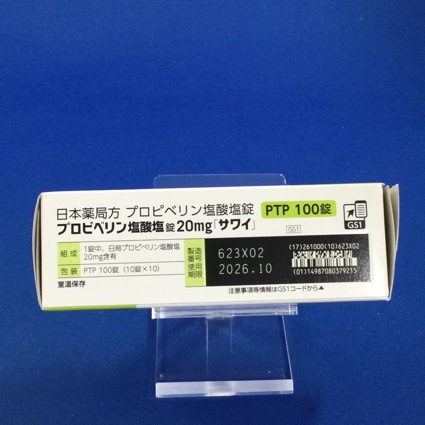 日本薬局方 プロピベリン塩酸塩錠 PTP 100錠
プロピベリン塩酸塩錠20mg「サワイ」
GS1
GS1
組成 1錠中、日局プロピベリン塩酸塩
20mg含有
包装 PTP 100錠(10錠×10)
室温保存
製造番号 623X02
使用期限 2026.10
(17)261000(10)623X02
(01)14987080379215
注意事項等情報はGS1コードから▲